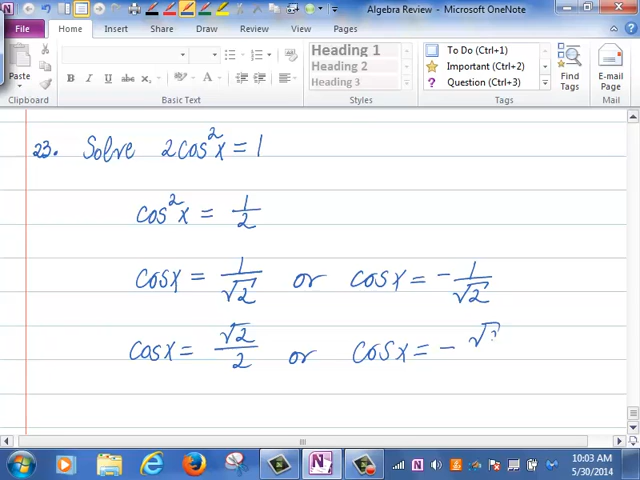 Algebra Review - Microsoft OneNote
File Home Insert Share Draw Review View
Paste
B I U abc
Clipboard
Basic Text
Heading 1
Heading 2
Heading 3
Styles
To Do (Ctrl+1)
Important (Ctrl+2)
Question (Ctrl+3)
Tags
Find Tags
E-mail Page
E-Mail
23. Solve 2cos²x = 1
cos²x = 1/2
cosx = 1/√2 or cosx = - 1/√2
cosx = √2/2 or cosx = - √
10:03 AM
5/30/2014